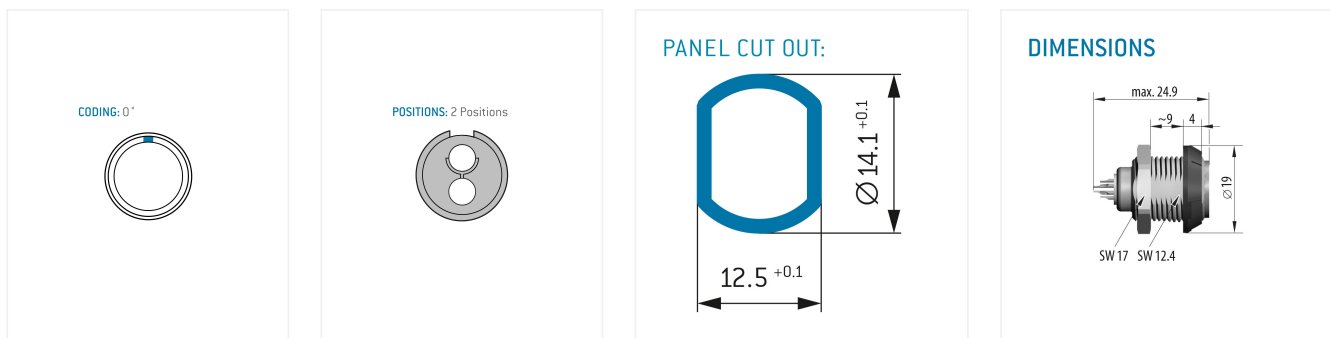 CODING: 0°
POSITIONS: 2 Positions
PANEL CUT OUT:
Ø14.1 +0.1
12.5 +0.1
DIMENSIONS
max. 24.9
~9
4
Ø19
SW 17
SW 12.4